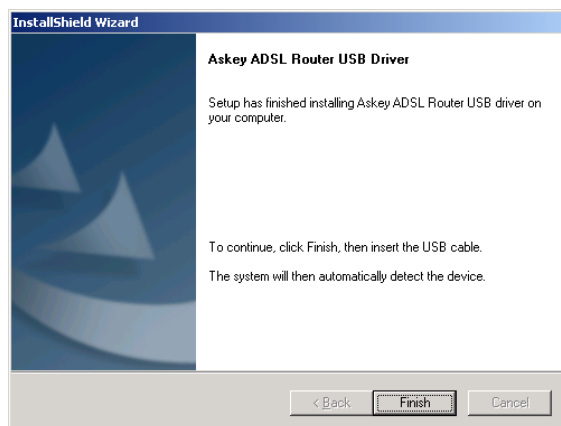 InstallShield Wizard
Askey ADSL Router USB Driver
Setup has finished installing Askey ADSL Router USB driver on
your computer.
To continue, click Finish, then insert the USB cable.
The system will then automatically detect the device.
< Back
Finish
Cancel